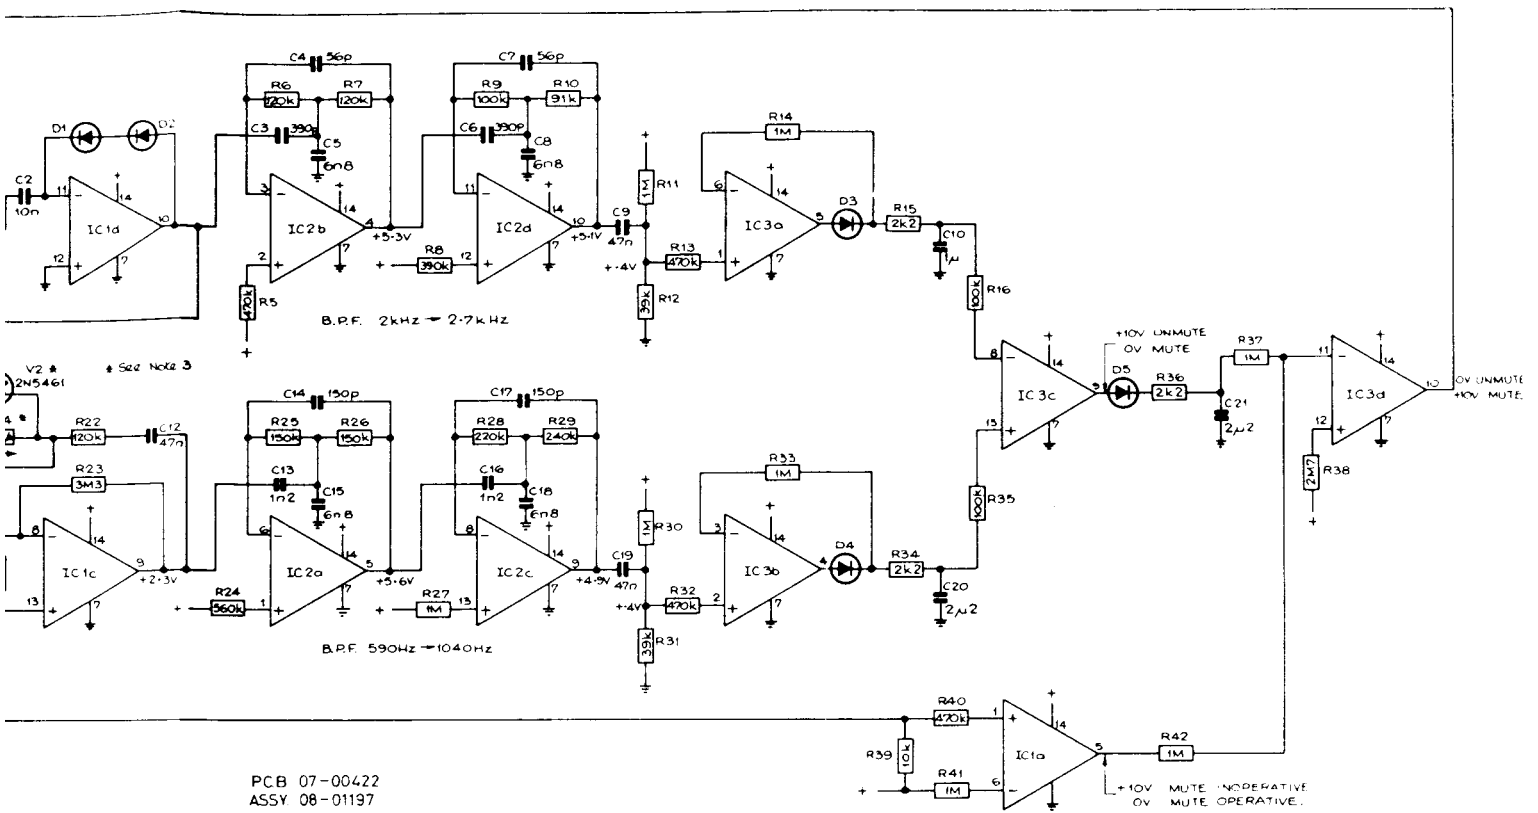 C4 56p
C7 56p
R6 R7
120k 120k
R9 R10
100k 91k
D1 D2
C3 390p
C5
6n8
C6 390p
C8
6n8
R14
1M
C2
10n
11 −
12 +
14
IC1d
10
7
3 −
2 +
14
IC2b
4
+5·3V
7
R5
470k
R8
390k
11 −
12 +
14
IC2d
10
+5·1V
7
C9
47n
R11
1M
R13
470k
+·4V
R12
39k
6 −
1 +
14
IC3a
5
7
D3
R15
2k2
C10
1µ
R16
100k
B.P.F. 2kHz → 2·7kHz
V2 *
2N5461
* See Note 3
4 *
R22
120k
C12
47n
R23
3M3
8 −
13 +
14
IC1c
9
+2·3V
7
C14 150p
R25 R26
150k 150k
C13
1n2
C15
6n8
R24
560k
6 −
1 +
14
IC2a
5
+5·6V
7
C17 150p
R28 R29
220k 240k
C16
1n2
C18
6n8
R27
1M
8 −
13 +
14
IC2c
9
+4·9V
7
C19
47n
R30
1M
R32
470k
+·4V
R31
39k
R33
1M
3 −
2 +
14
IC3b
4
7
D4
R34
2k2
C20
2µ2
R35
100k
B.P.F. 590Hz → 1040Hz
8 −
13 +
14
IC3c
9
7
+10V UNMUTE
0V MUTE
D5
R36
2k2
C21
2µ2
R37
1M
11 −
12 +
14
IC3d
10
7
0V UNMUTE
+10V MUTE.
R38
2M7
R40
470k
R39
10k
R41
1M
1 +
6 −
14
IC1a
5
7
R42
1M
+10V MUTE INOPERATIVE
0V MUTE OPERATIVE.
PCB 07-00422
ASSY. 08-01197